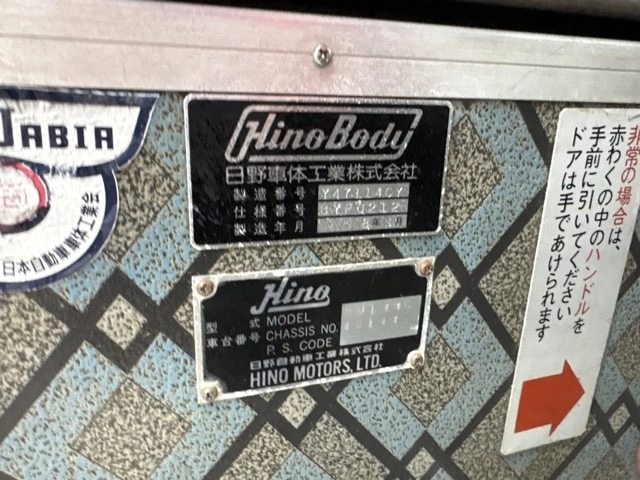 JABIA
日本自動車車体工業会
HinoBody
日野車体工業株式会社
製造番号
仕様番号
製造年月 年 月
Hino
型式 MODEL
車台番号 CHASSIS NO.
P. S. CODE
日野自動車工業株式会社
HINO MOTORS, LTD.
非常の場合は、
赤わくの中のハンドルを
手前に引いてください
ドアは手であけられます